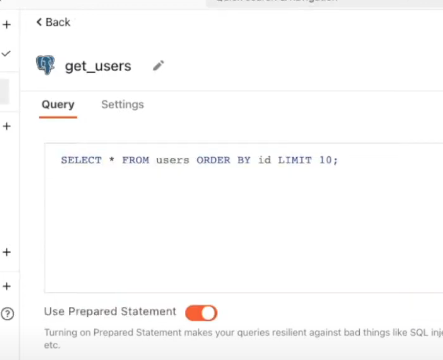 Back
get_users
Query Settings
SELECT * FROM users ORDER BY id LIMIT 10;
Use Prepared Statement
Turning on Prepared Statement makes your queries resilient against bad things like SQL inj
etc.